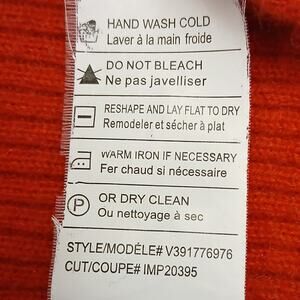 HAND WASH COLD
Laver à la main froide
DO NOT BLEACH
Ne pas javelliser
RESHAPE AND LAY FLAT TO DRY
Remodeler et sécher à plat
WARM IRON IF NECESSARY
Fer chaud si nécessaire
P
OR DRY CLEAN
Ou nettoyage à sec
STYLE/MODÉLE# V391776976
CUT/COUPE# IMP20395